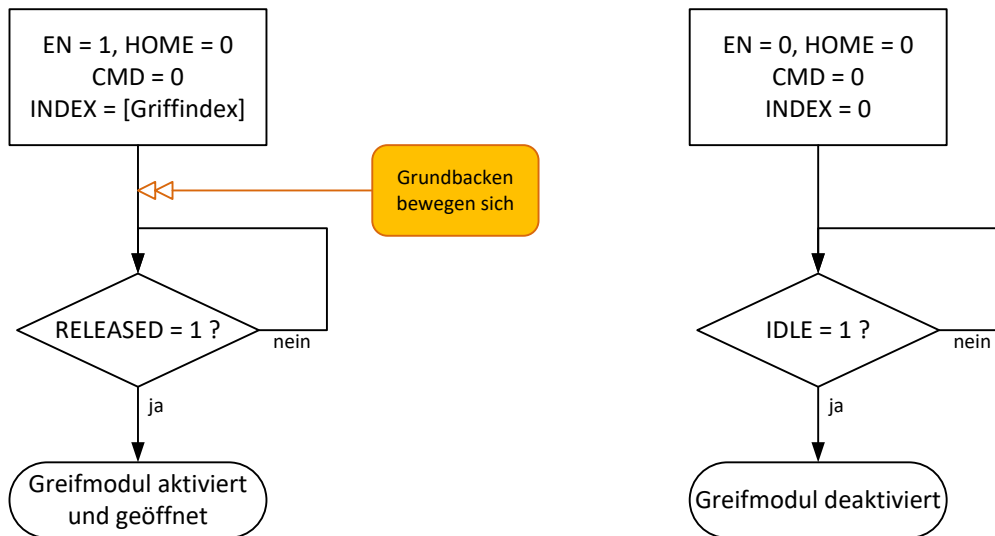 EN = 1, HOME = 0
CMD = 0
INDEX = [Griffindex]
Grundbacken
bewegen sich
RELEASED = 1 ?
nein
ja
Greifmodul aktiviert
und geöffnet
EN = 0, HOME = 0
CMD = 0
INDEX = 0
IDLE = 1 ?
nein
ja
Greifmodul deaktiviert